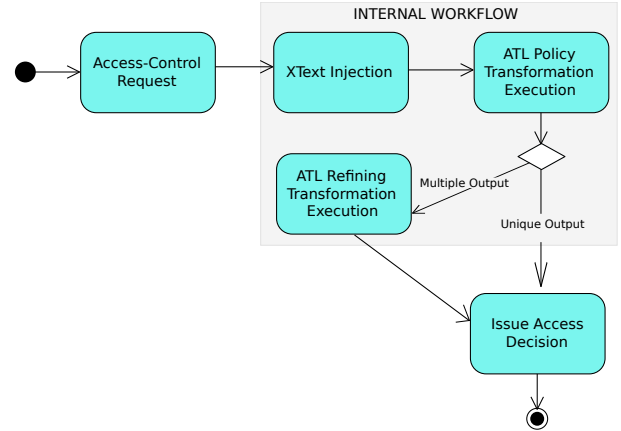 INTERNAL WORKFLOW
Access-Control
Request
XText Injection
ATL Policy
Transformation
Execution
ATL Refining
Transformation
Execution
Multiple Output
Unique Output
Issue Access
Decision